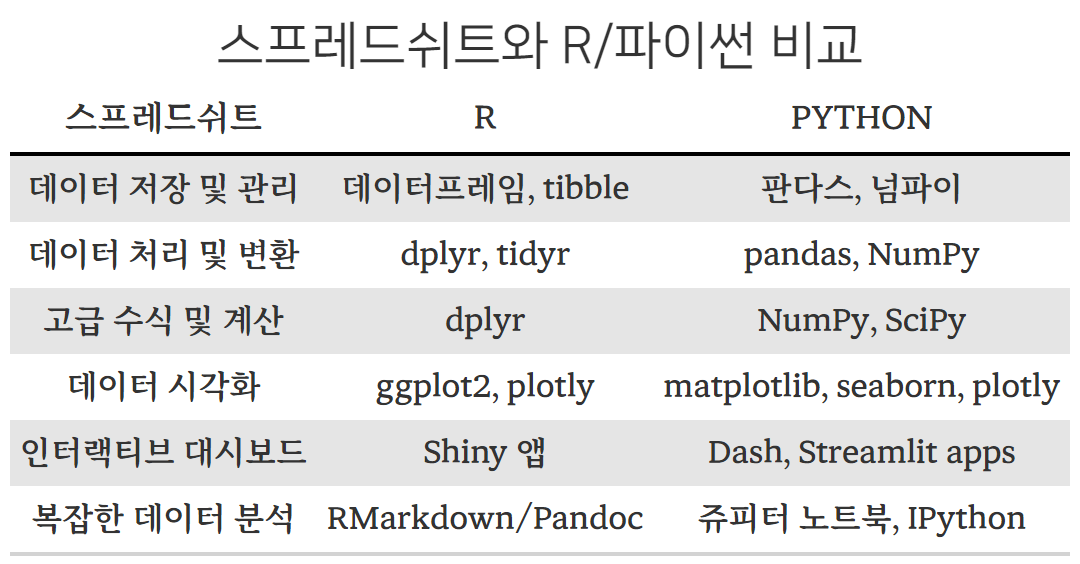 스프레드쉬트와 R/파이썬 비교
스프레드쉬트 R PYTHON
데이터 저장 및 관리 데이터프레임, tibble 판다스, 넘파이
데이터 처리 및 변환 dplyr, tidyr pandas, NumPy
고급 수식 및 계산 dplyr NumPy, SciPy
데이터 시각화 ggplot2, plotly matplotlib, seaborn, plotly
인터랙티브 대시보드 Shiny 앱 Dash, Streamlit apps
복잡한 데이터 분석 RMarkdown/Pandoc 쥬피터 노트북, IPython